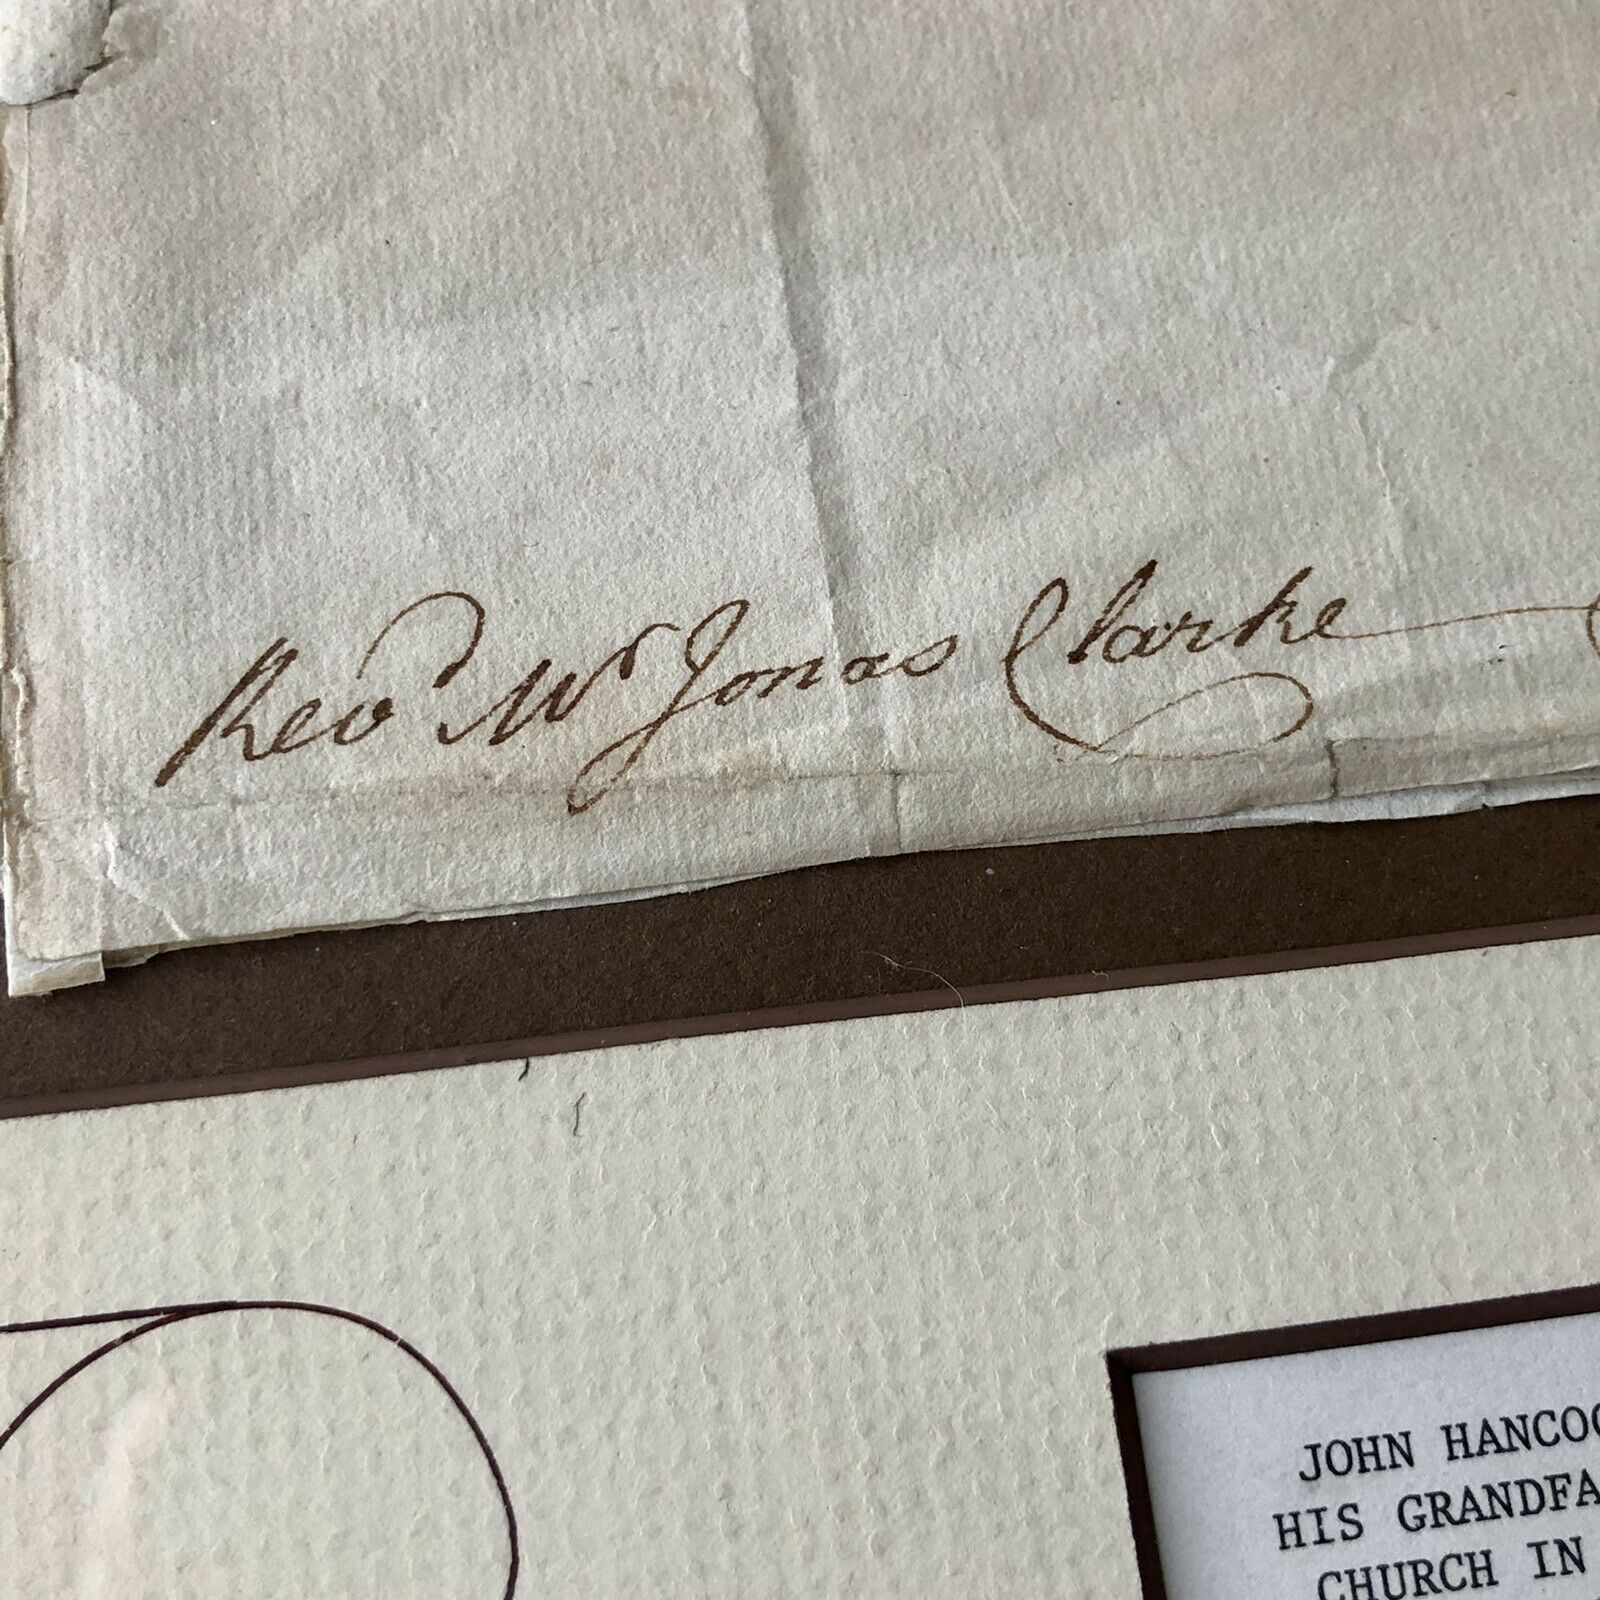 Revd Mr Jonas Clarke
JOHN HANCOC
HIS GRANDFA
CHURCH IN